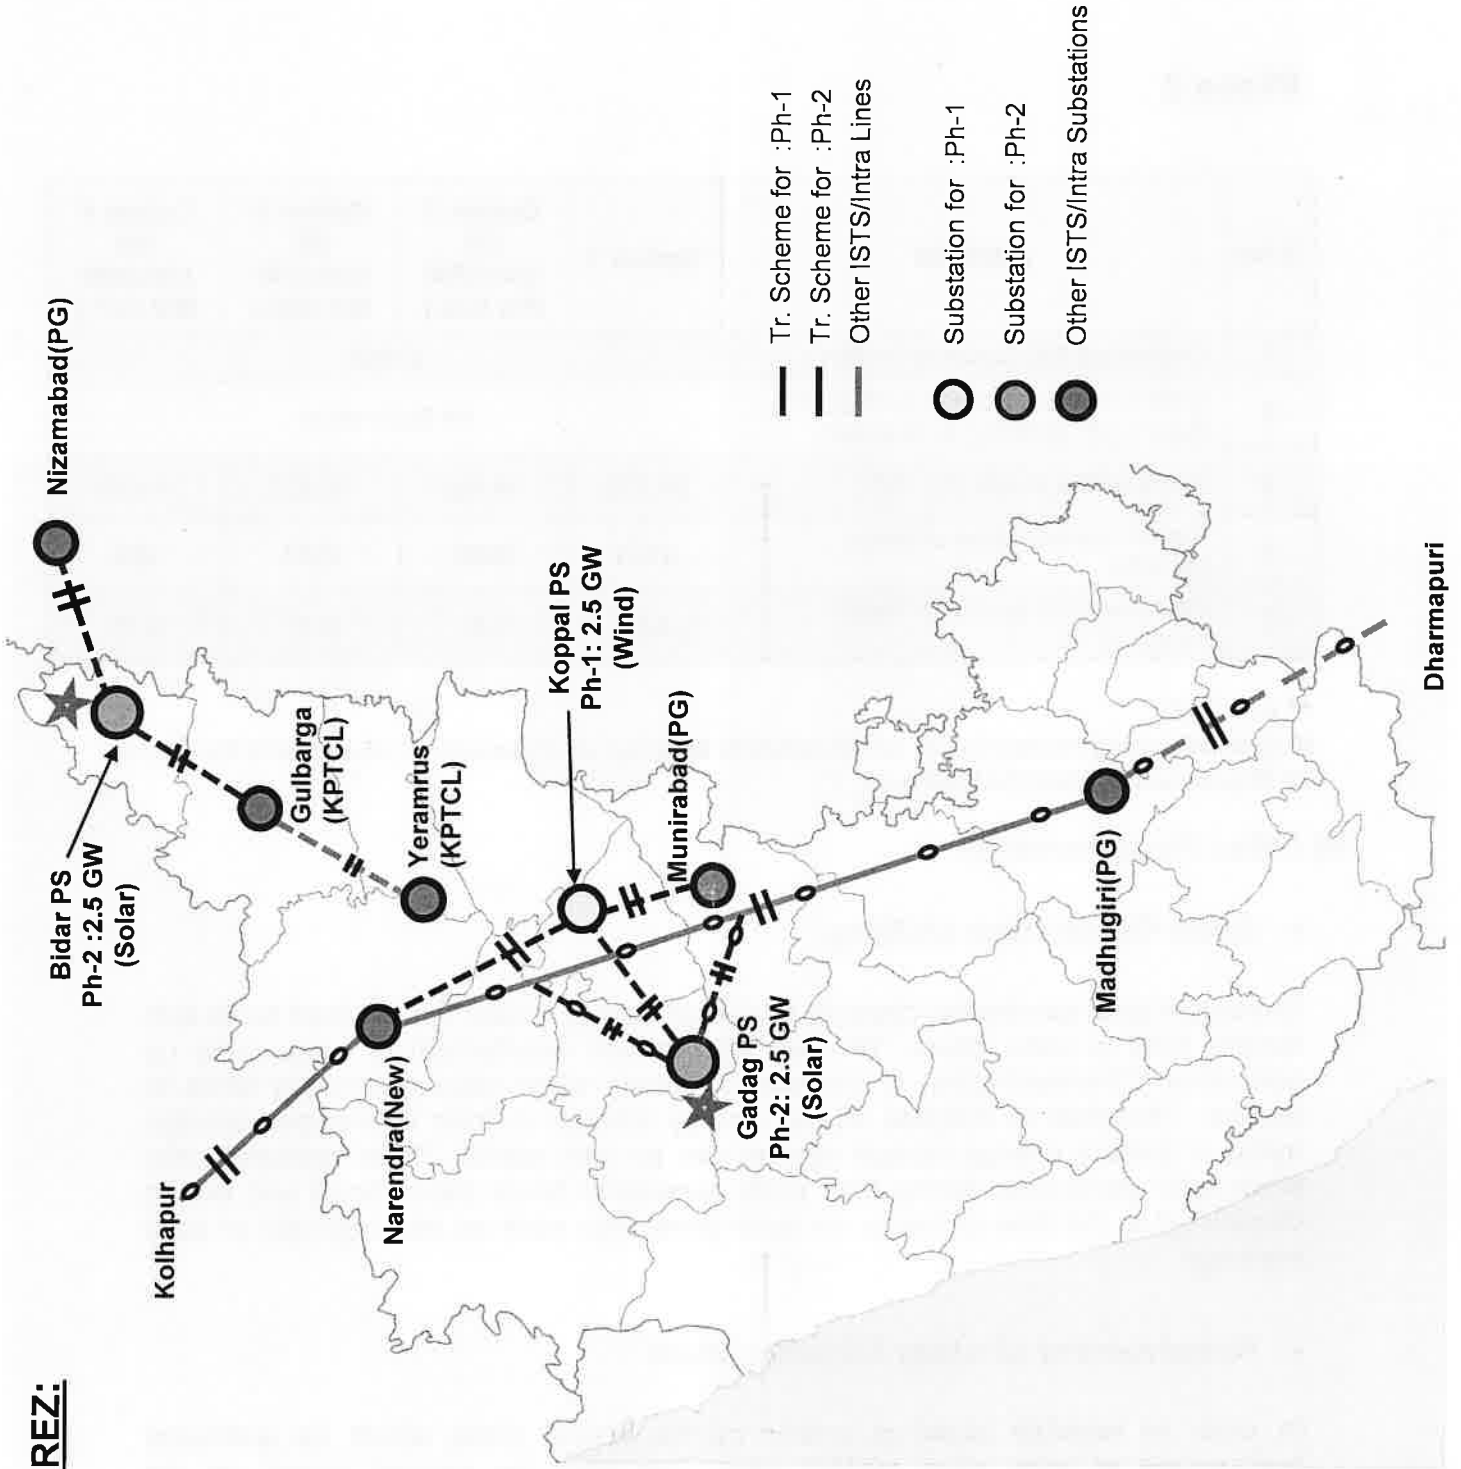 REZ:
Kolhapur
Narendra(New)
Bidar PS
Ph-2 :2.5 GW
(Solar)
Nizamabad(PG)
Gulbarga
(KPTCL)
Yeramrus
(KPTCL)
Koppal PS
Ph-1: 2.5 GW
(Wind)
Munirabad(PG)
Gadag PS
Ph-2: 2.5 GW
(Solar)
Madhugiri(PG)
Dharmapuri
Tr. Scheme for :Ph-1
Tr. Scheme for :Ph-2
Other ISTS/Intra Lines
Substation for :Ph-1
Substation for :Ph-2
Other ISTS/Intra Substations